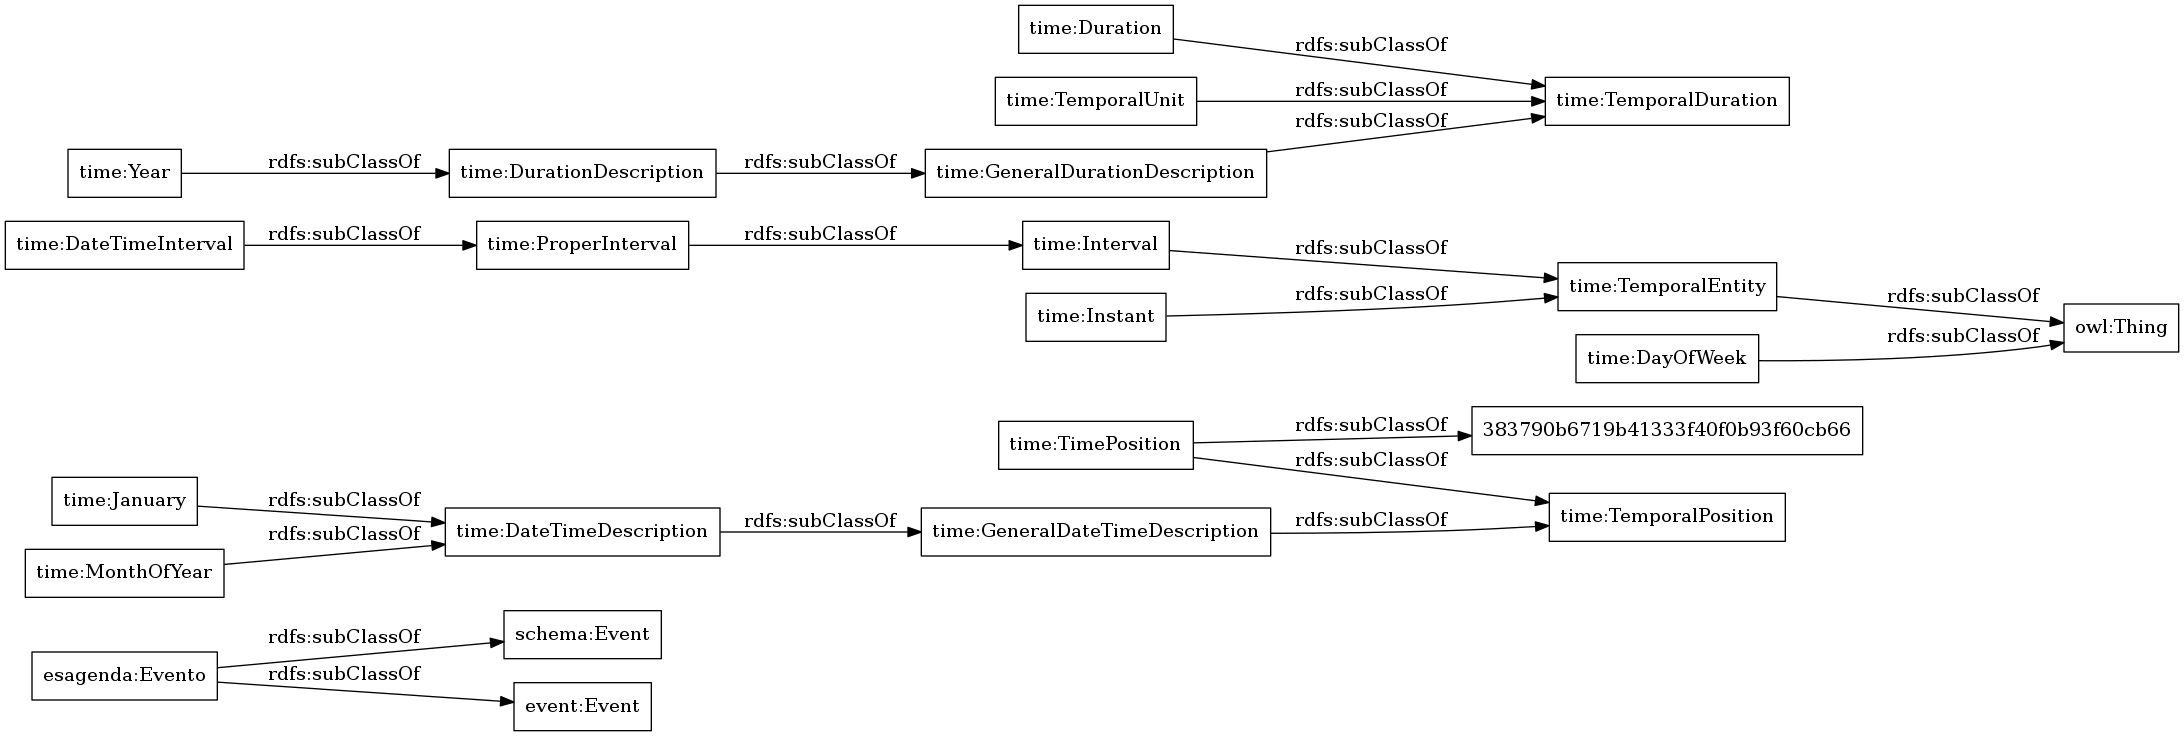 time:Duration
rdfs:subClassOf
time:TemporalUnit
rdfs:subClassOf
time:TemporalDuration
rdfs:subClassOf
time:Year
rdfs:subClassOf
time:DurationDescription
rdfs:subClassOf
time:GeneralDurationDescription
time:DateTimeInterval
rdfs:subClassOf
time:ProperInterval
rdfs:subClassOf
time:Interval
rdfs:subClassOf
time:TemporalEntity
rdfs:subClassOf
time:Instant
rdfs:subClassOf
owl:Thing
time:DayOfWeek
rdfs:subClassOf
time:TimePosition
rdfs:subClassOf
383790b6719b41333f40f0b93f60cb66
rdfs:subClassOf
time:January
rdfs:subClassOf
time:DateTimeDescription
rdfs:subClassOf
time:GeneralDateTimeDescription
rdfs:subClassOf
time:TemporalPosition
time:MonthOfYear
rdfs:subClassOf
esagenda:Evento
rdfs:subClassOf
schema:Event
rdfs:subClassOf
event:Event